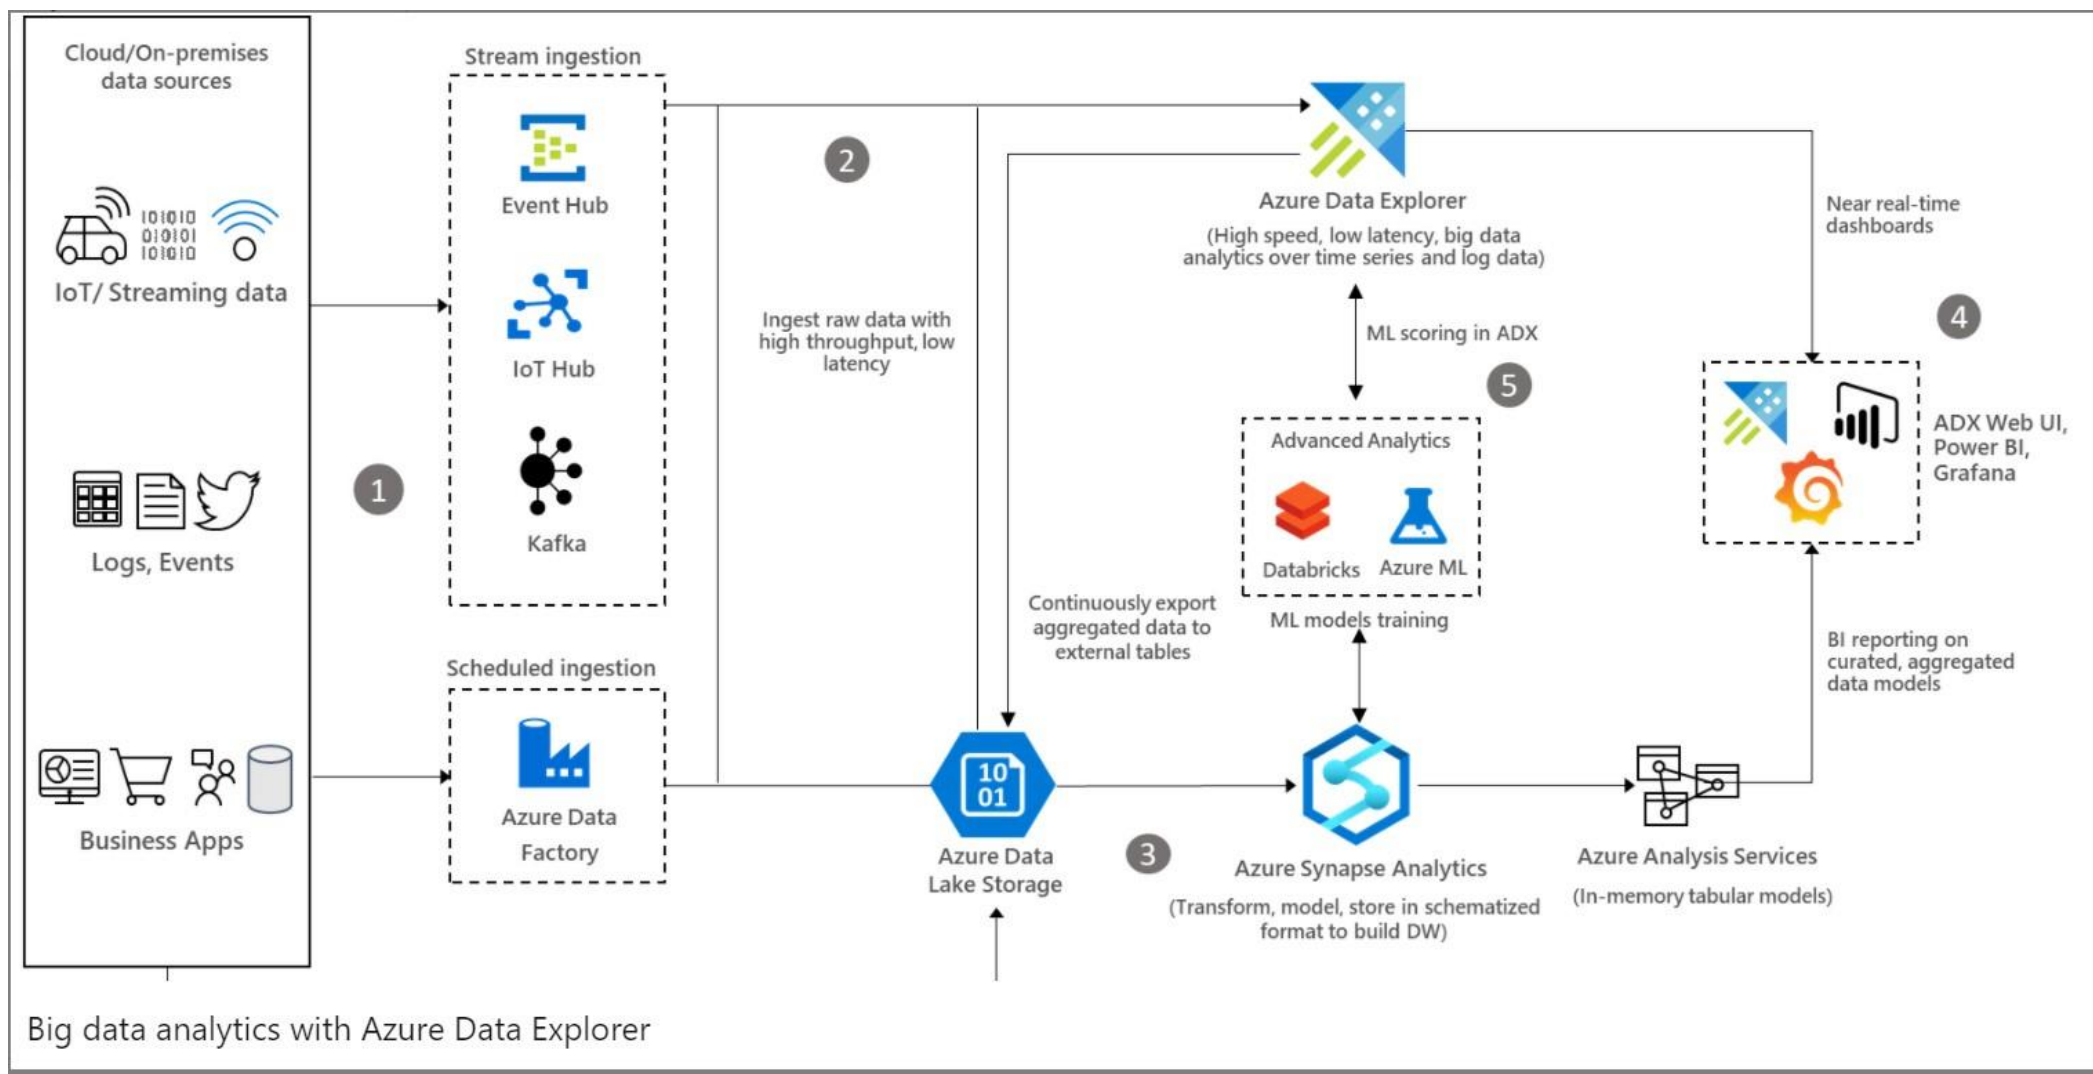 Cloud/On-premises
data sources
10101
01010
10101
IoT/ Streaming data
Logs, Events
Business Apps
1
Stream ingestion
Event Hub
IoT Hub
Kafka
Scheduled ingestion
Azure Data
Factory
2
Ingest raw data with
high throughput, low
latency
Continuously export
aggregated data to
external tables
10
01
Azure Data
Lake Storage
3
Azure Data Explorer
(High speed, low latency, big data
analytics over time series and log data)
ML scoring in ADX
5
Advanced Analytics
Databricks
Azure ML
ML models training
Azure Synapse Analytics
(Transform, model, store in schematized
format to build DW)
Azure Analysis Services
(In-memory tabular models)
Near real-time
dashboards
4
ADX Web UI,
Power BI,
Grafana
BI reporting on
curated, aggregated
data models
Big data analytics with Azure Data Explorer